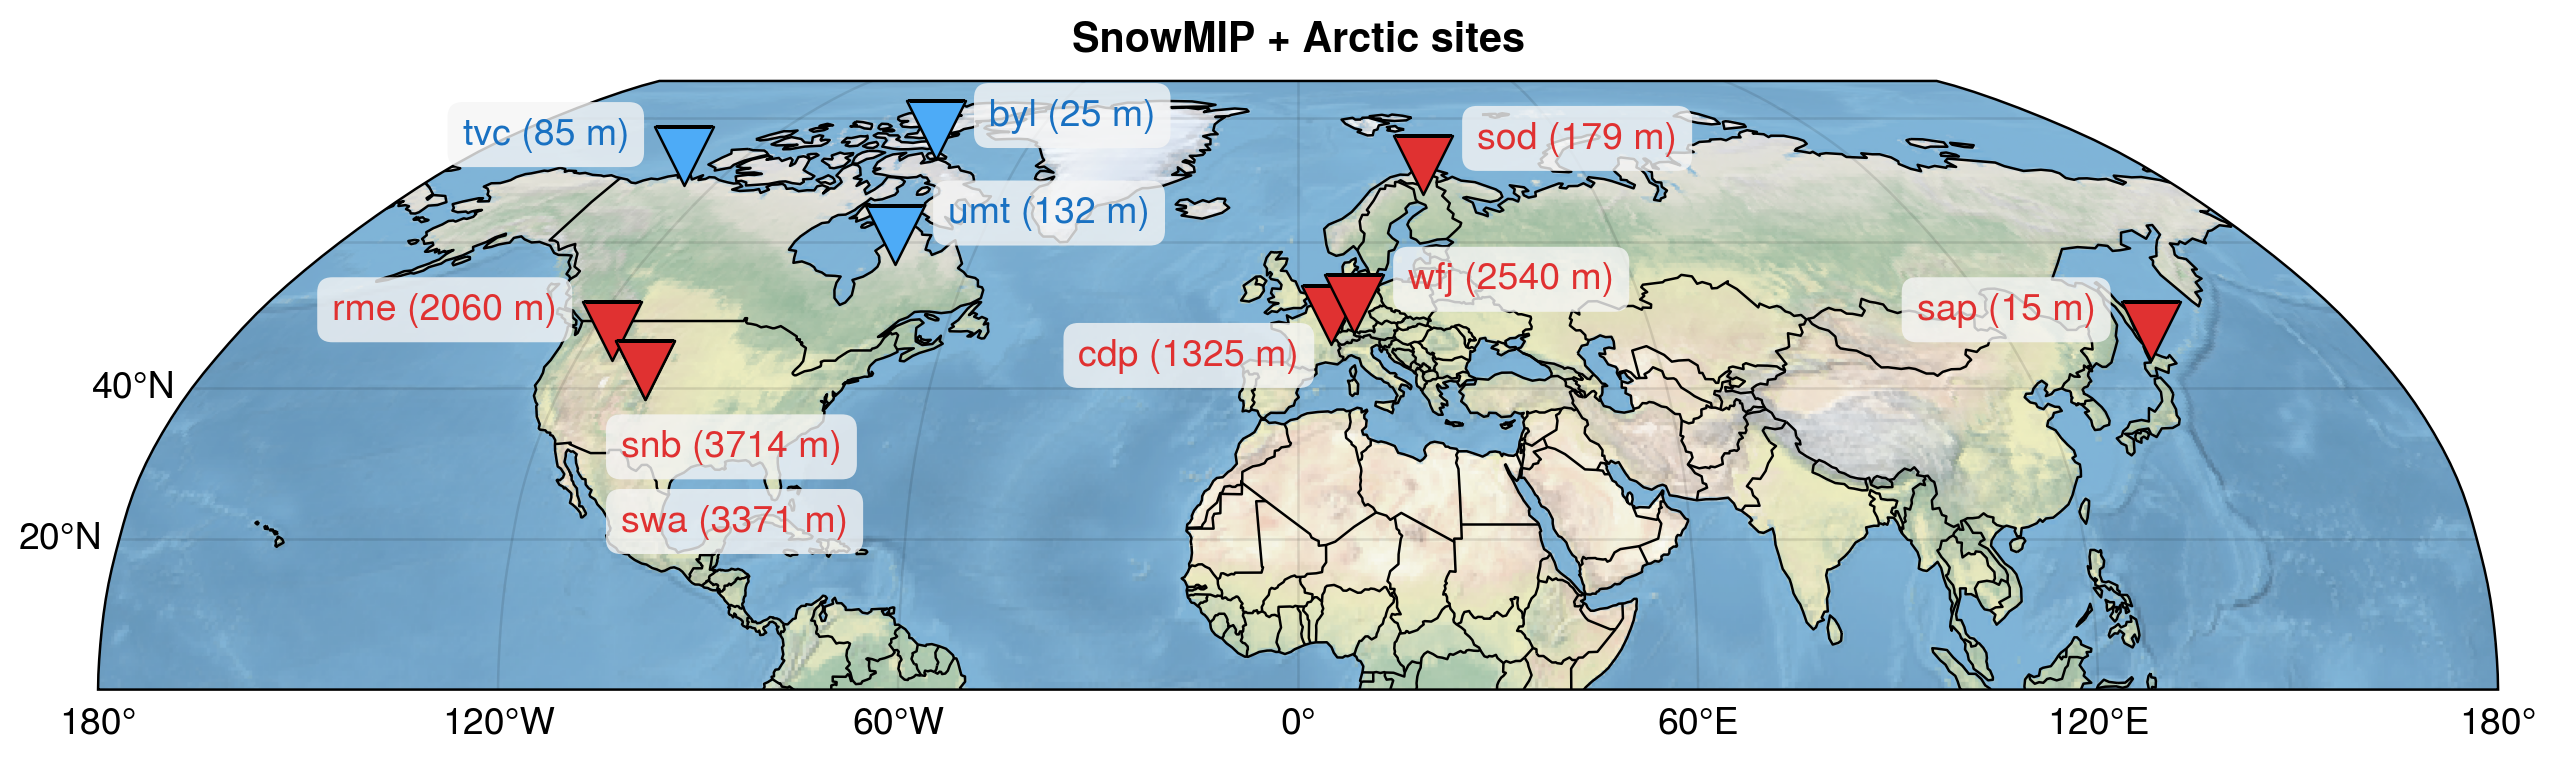 SnowMIP + Arctic sites
tvc (85 m)
byl (25 m)
sod (179 m)
umt (132 m)
rme (2060 m)
wfj (2540 m)
sap (15 m)
cdp (1325 m)
40°N
snb (3714 m)
swa (3371 m)
20°N
180°
120°W
60°W
0°
60°E
120°E
180°